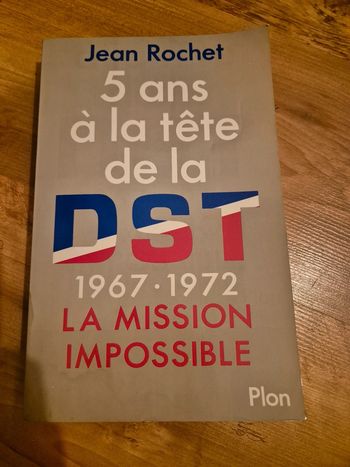 Jean Rochet
5 ans
à la tête
de la
DST
1967·1972
LA MISSION
IMPOSSIBLE
Plon